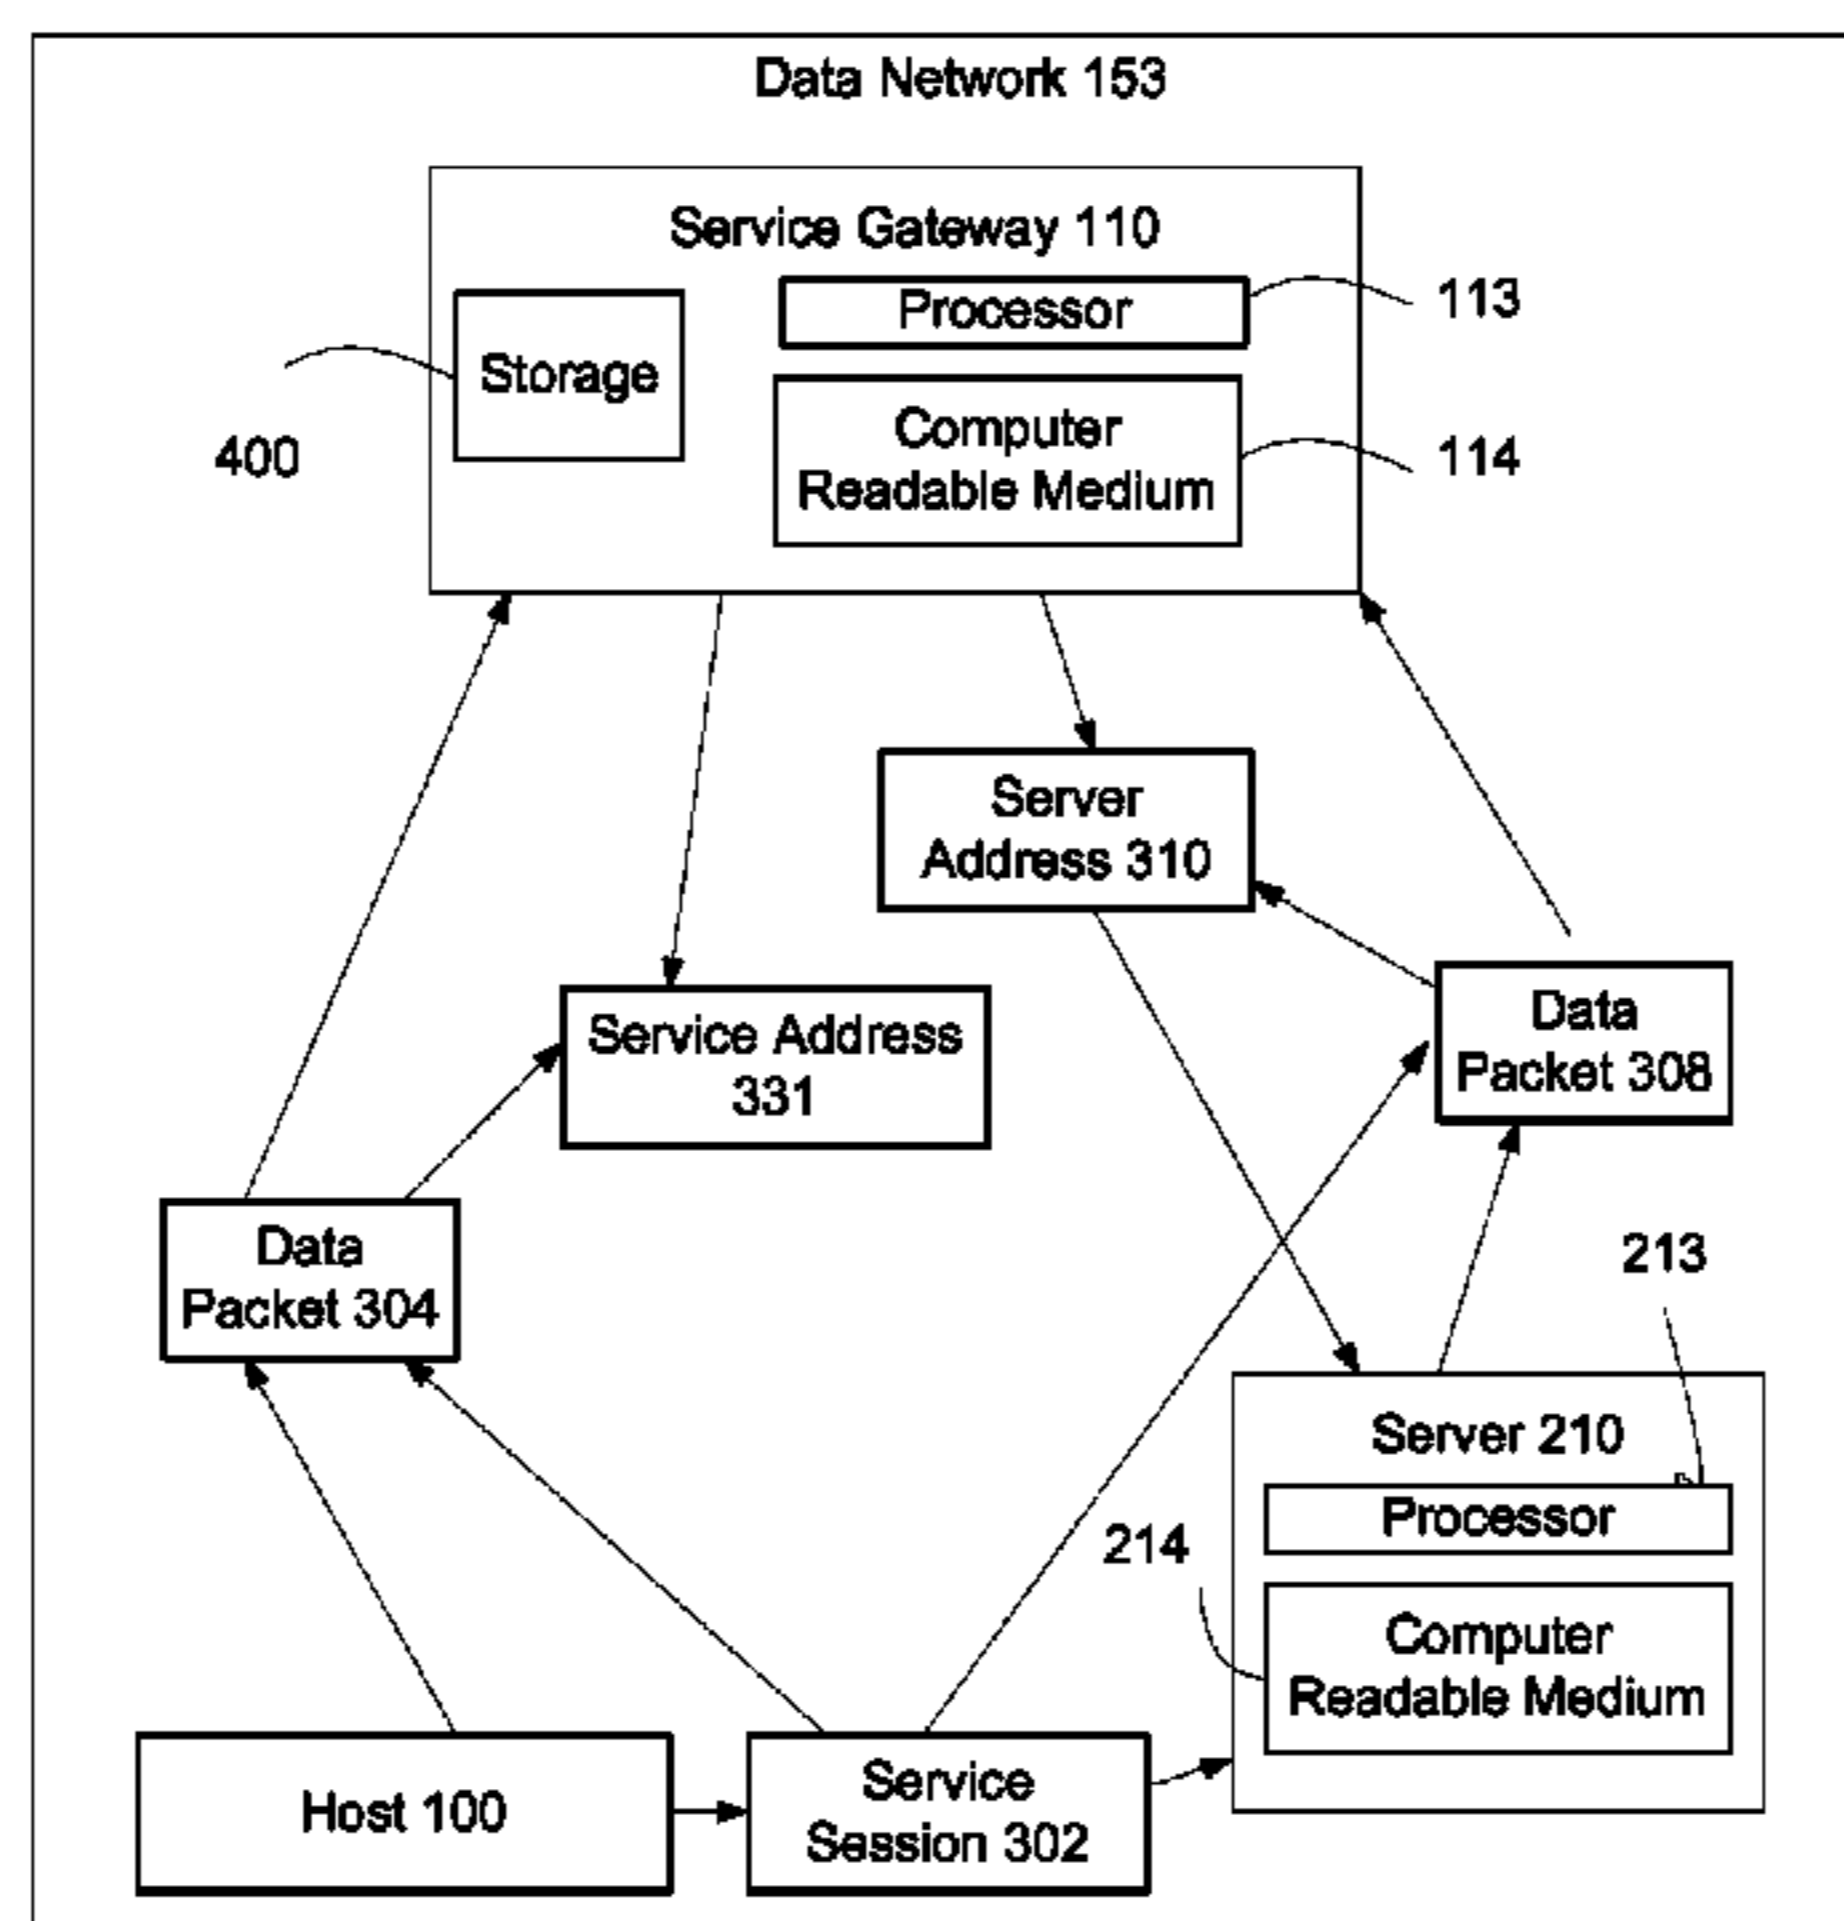 Data Network 153
Service Gateway 110
Processor
113
Storage
400
Computer
Readable Medium
114
Server
Address 310
Service Address
331
Data
Packet 308
Data
Packet 304
213
Server 210
Processor
214
Computer
Readable Medium
Host 100
Service
Session 302